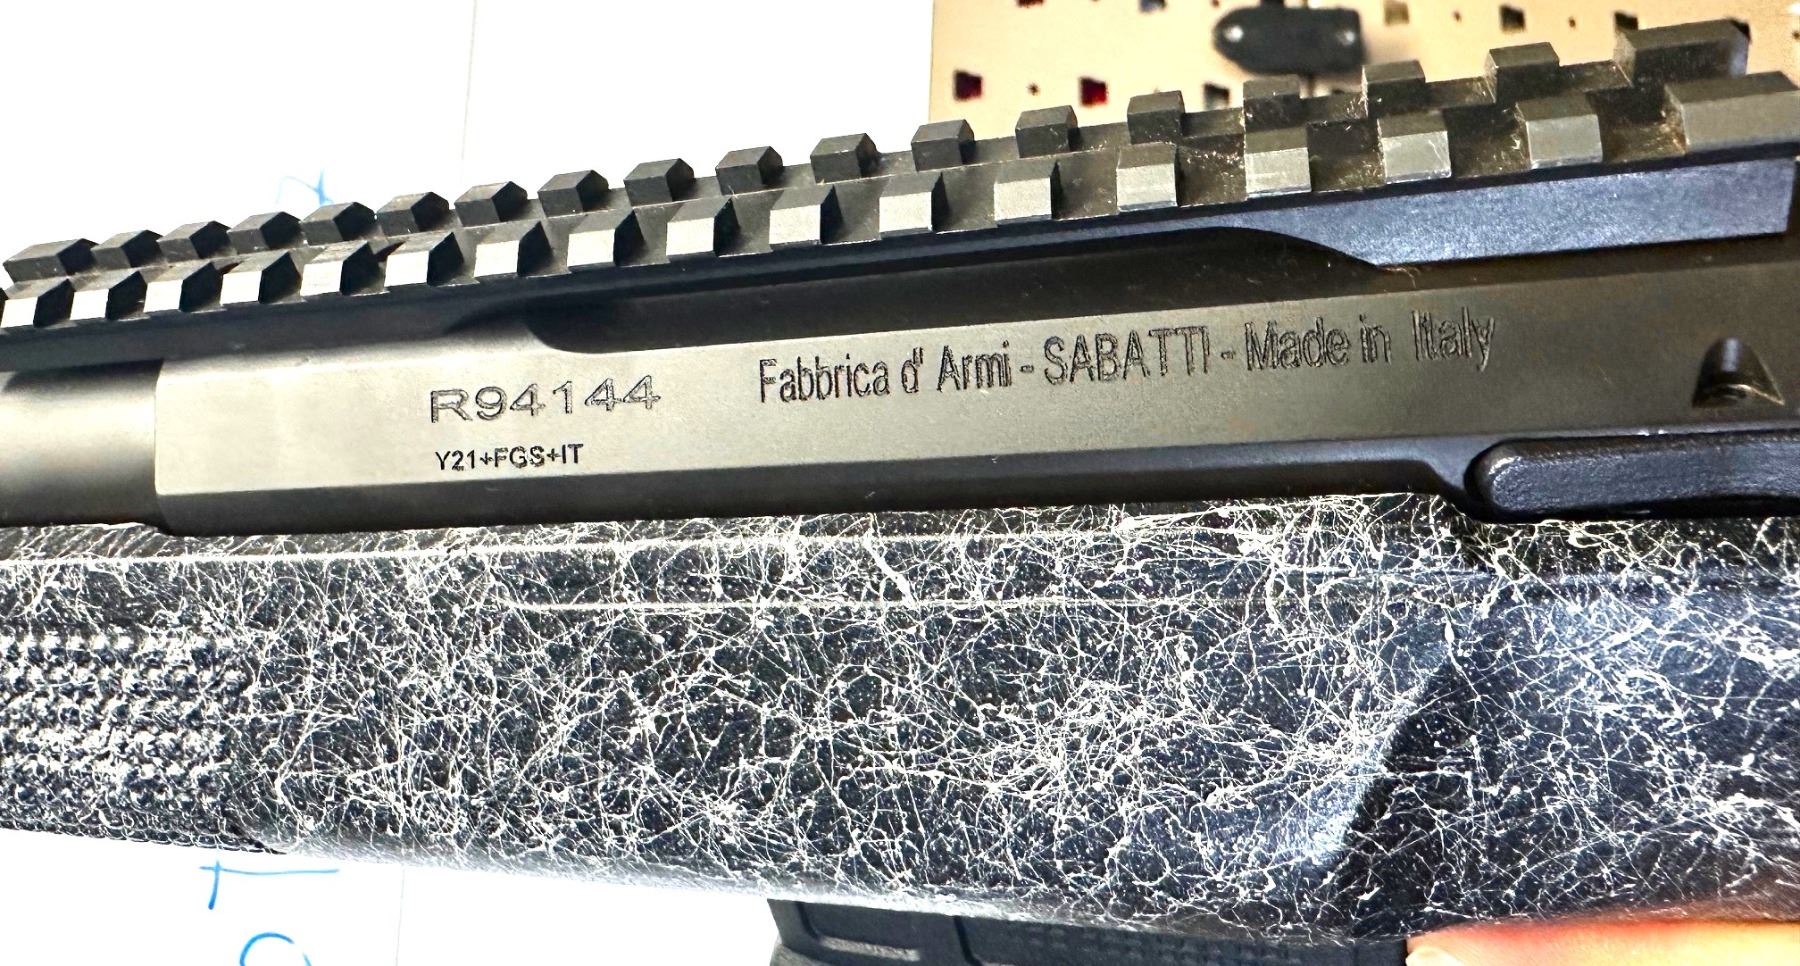 R94144
Fabbrica d' Armi - SABATTI - Made in Italy
Y21+FGS+IT